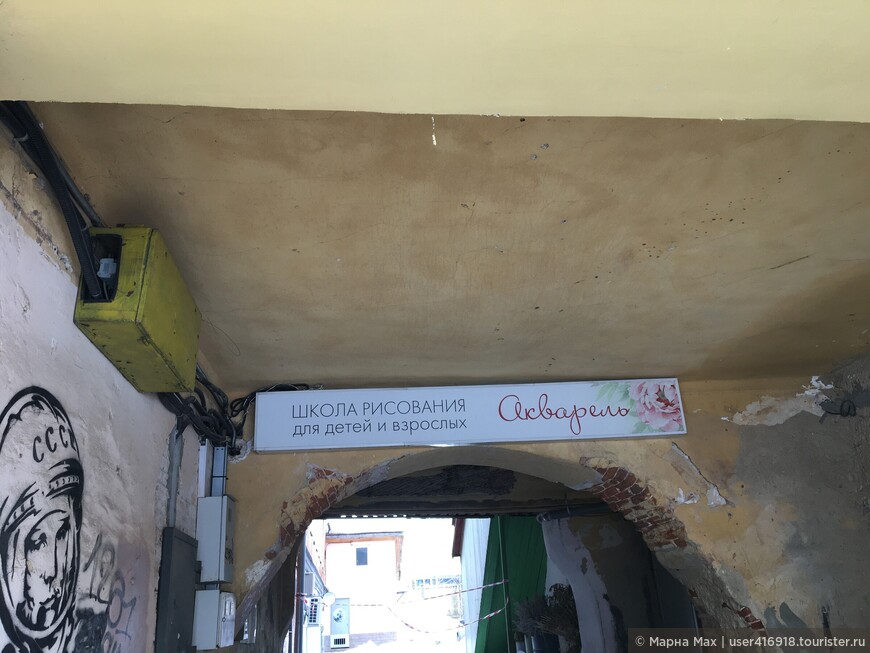 ШКОЛА РИСОВАНИЯ
для детей и взрослых
Акварель
СССР
1961
© Марна Мах | user416918.tourister.ru